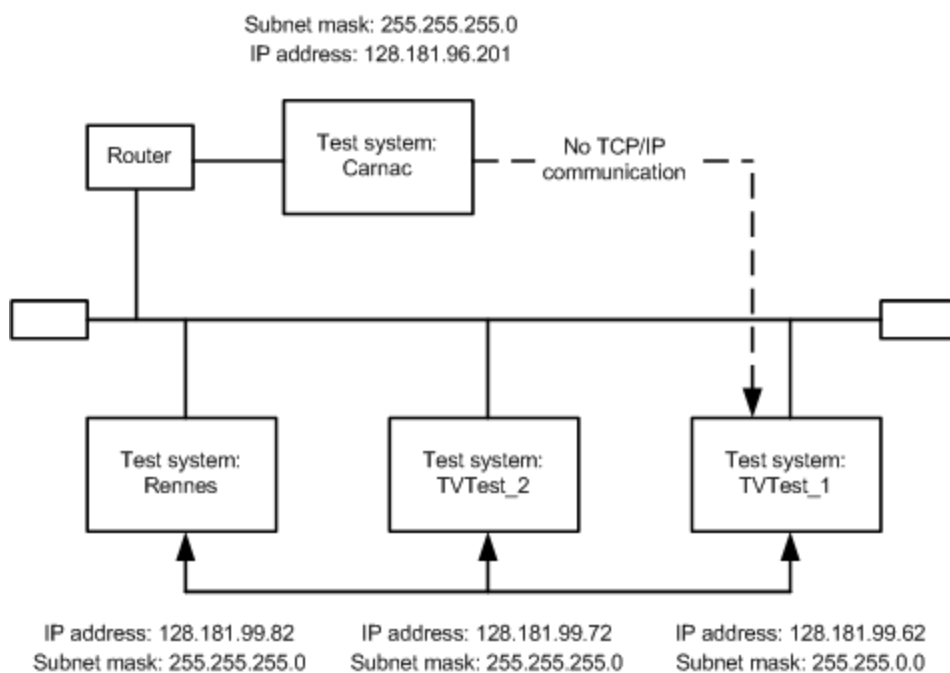 Subnet mask: 255.255.255.0
IP address: 128.181.96.201
Router
Test system:
Carnac
No TCP/IP
communication
Test system:
Rennes
Test system:
TVTest_2
Test system:
TVTest_1
IP address: 128.181.99.82
Subnet mask: 255.255.255.0
IP address: 128.181.99.72
Subnet mask: 255.255.255.0
IP address: 128.181.99.62
Subnet mask: 255.255.0.0